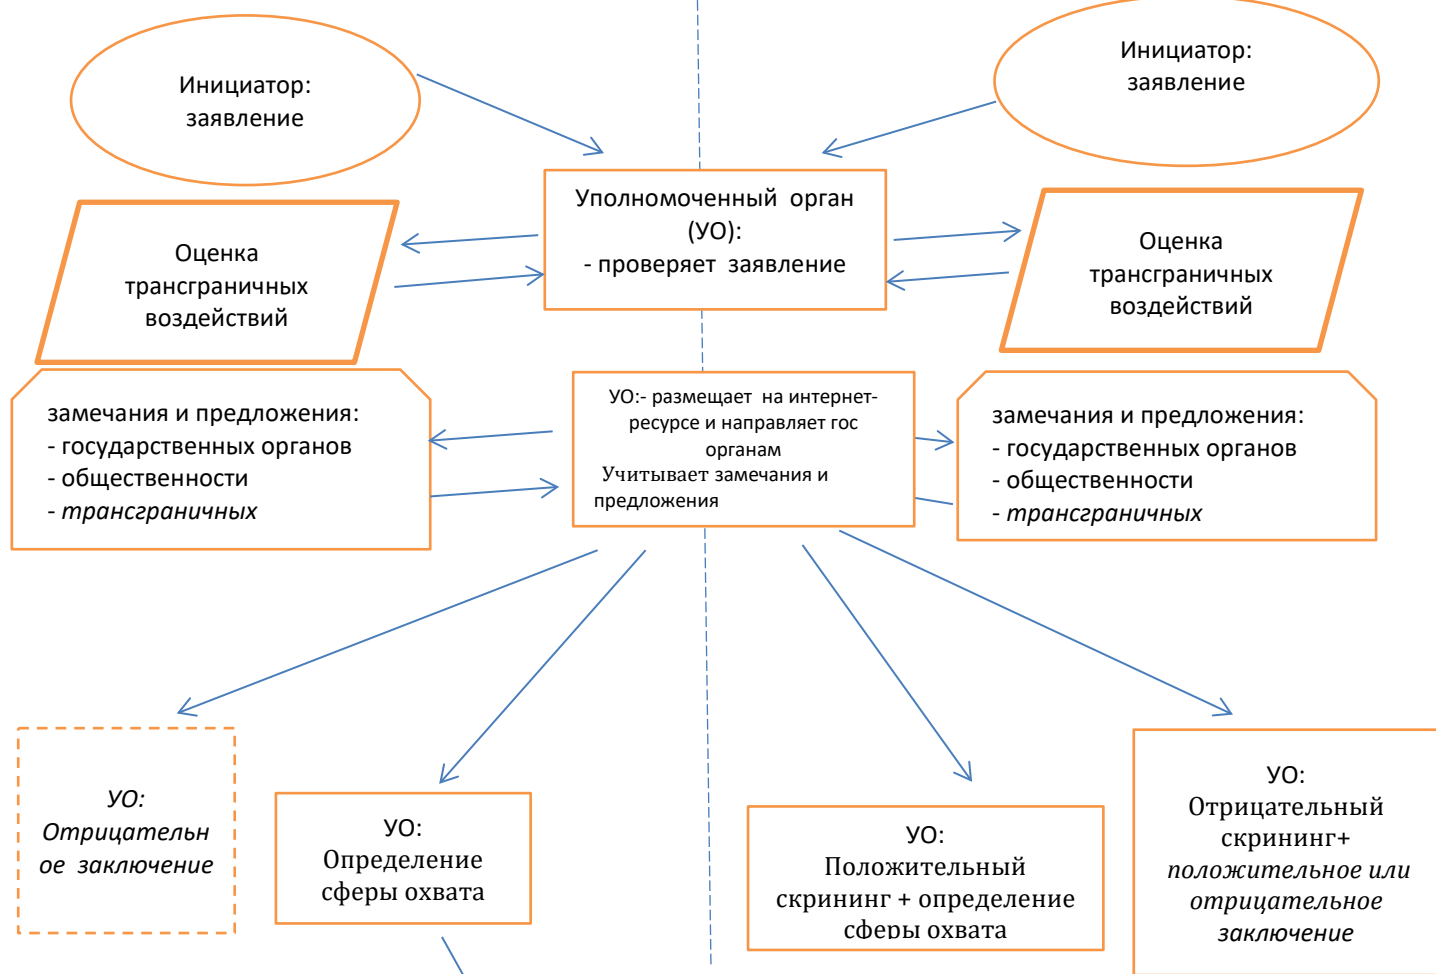 Инициатор:
заявление
Инициатор:
заявление
Уполномоченный орган
(УО):
- проверяет заявление
Оценка
трансграничных
воздействий
Оценка
трансграничных
воздействий
замечания и предложения:
- государственных органов
- общественности
- трансграничных
УО:- размещает на интернет-
ресурсе и направляет гос
органам
Учитывает замечания и
предложения
замечания и предложения:
- государственных органов
- общественности
- трансграничных
УО:
Отрицательн
ое заключение
УО:
Определение
сферы охвата
УО:
Положительный
скрининг + определение
сферы охвата
УО:
Отрицательный
скрининг+
положительное или
отрицательное
заключение